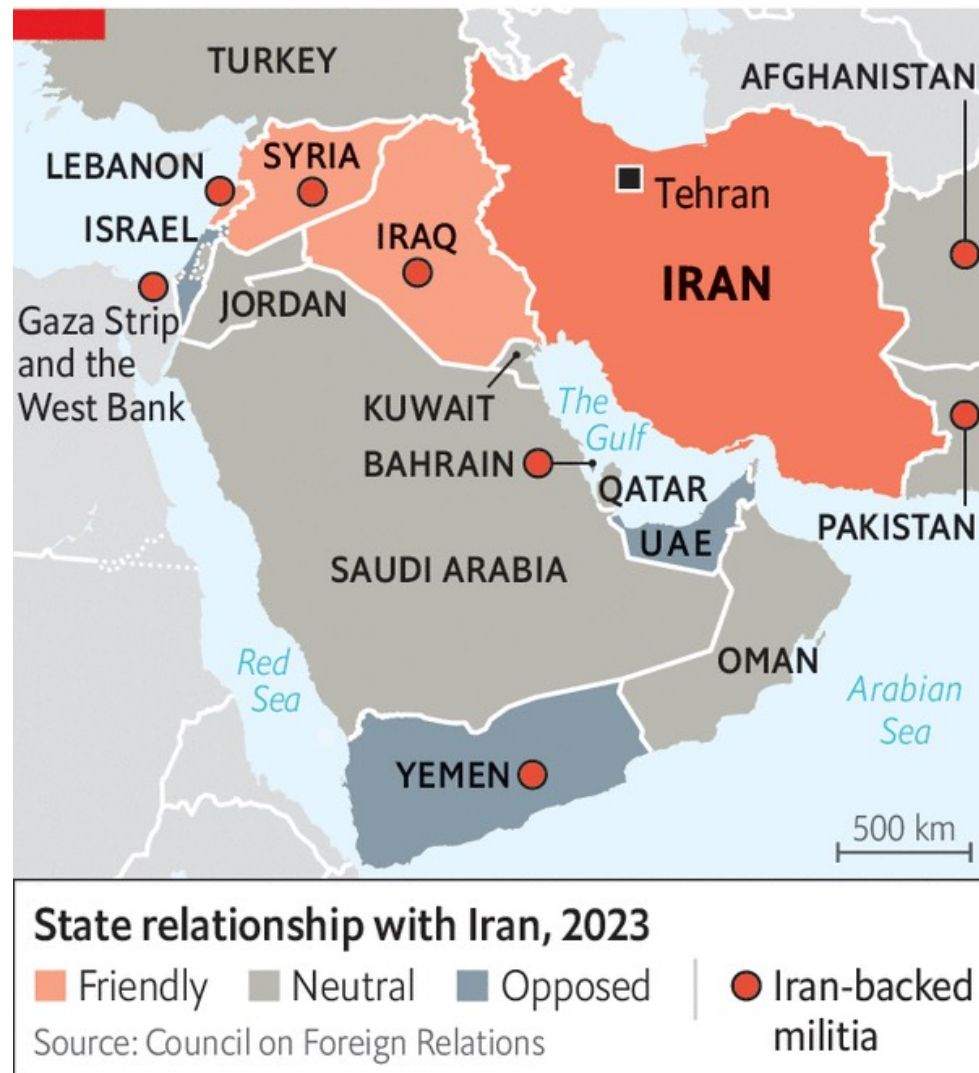 TURKEY
AFGHANISTAN
LEBANON
SYRIA
Tehran
ISRAEL
IRAQ
IRAN
JORDAN
Gaza Strip
and the
West Bank
KUWAIT
The
Gulf
BAHRAIN
QATAR
PAKISTAN
UAE
SAUDI ARABIA
Red
Sea
OMAN
Arabian
Sea
YEMEN
500 km
State relationship with Iran, 2023
Friendly Neutral Opposed
Iran-backed
militia
Source: Council on Foreign Relations